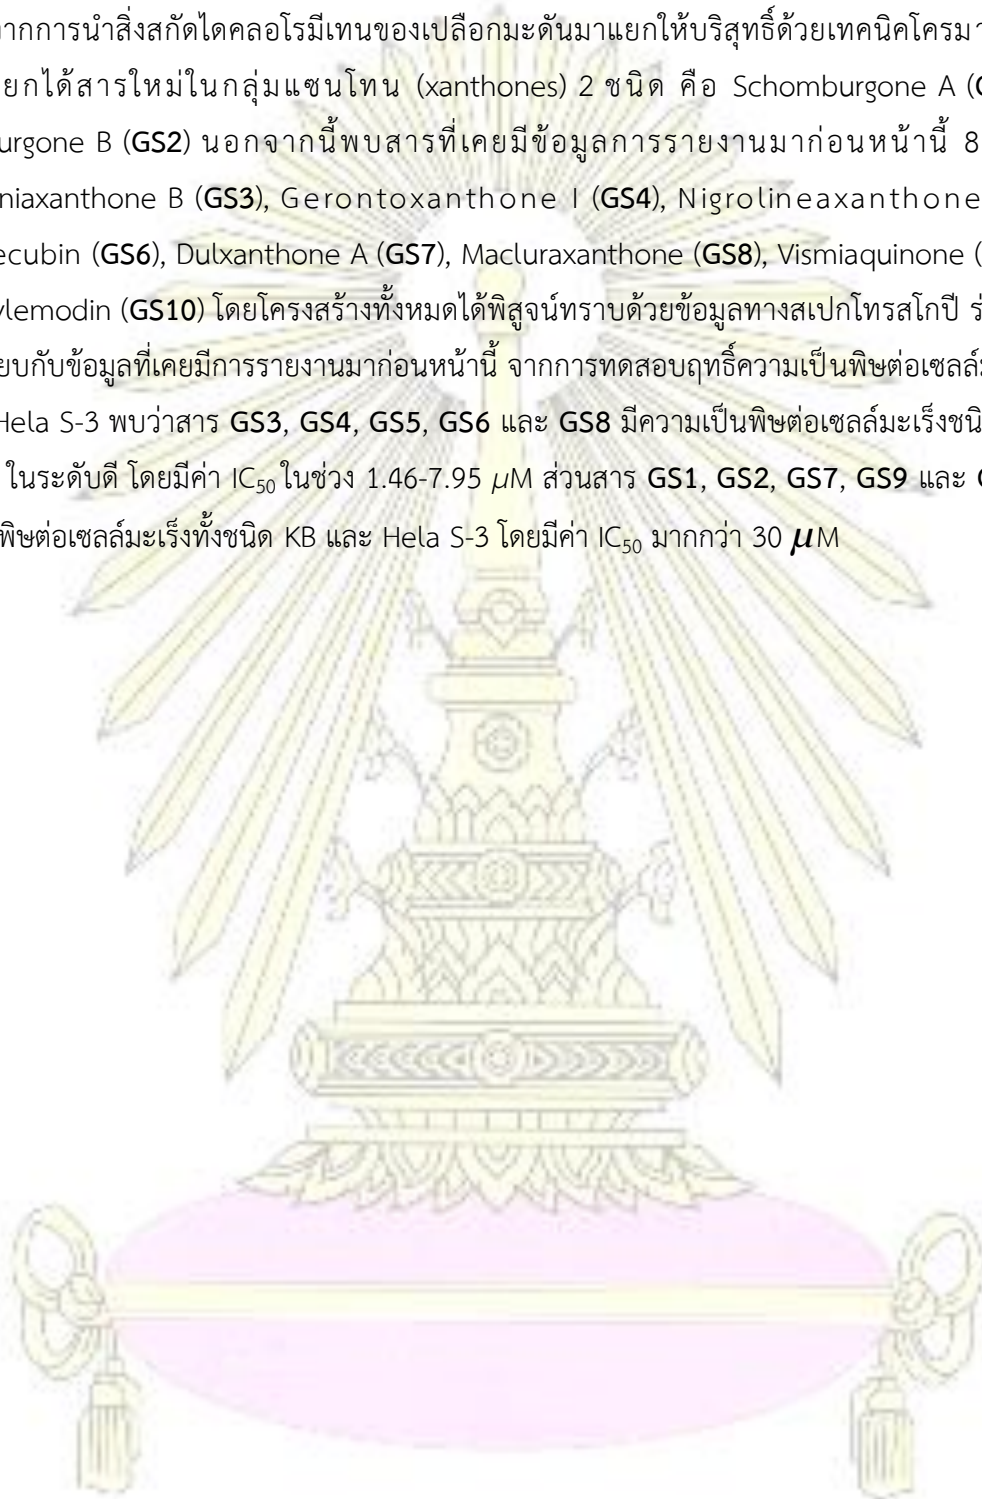 จากการนำสิ่งสกัดไดคลอโรมีเทนของเปลือกมะดันมาแยกให้บริสุทธิ์ด้วยเทคนิคโครมา
ยกได้สารใหม่ในกลุ่มแซนโทน (xanthones) 2 ชนิด คือ Schomburgone A (
urgone B (GS2) นอกจากนี้พบสารที่เคยมีข้อมูลการรายงานมาก่อนหน้านี้ 8
niaxanthone B (GS3), Gerontoxanthone I (GS4), Nigrolineaxanthone
ecubin (GS6), Dulxanthone A (GS7), Macluraxanthone (GS8), Vismiaquinone (
ylemodin (GS10) โดยโครงสร้างทั้งหมดได้พิสูจน์ทราบด้วยข้อมูลทางสเปกโทรสโกปี ร่
ยบกับข้อมูลที่เคยมีการรายงานมาก่อนหน้านี้ จากการทดสอบฤทธิ์ความเป็นพิษต่อเซลล์ม
Hela S-3 พบว่าสาร GS3, GS4, GS5, GS6 และ GS8 มีความเป็นพิษต่อเซลล์มะเร็งชนิ
ในระดับดี โดยมีค่า IC50 ในช่วง 1.46-7.95 μM ส่วนสาร GS1, GS2, GS7, GS9 และ
พิษต่อเซลล์มะเร็งทั้งชนิด KB และ Hela S-3 โดยมีค่า IC50 มากกว่า 30 μM